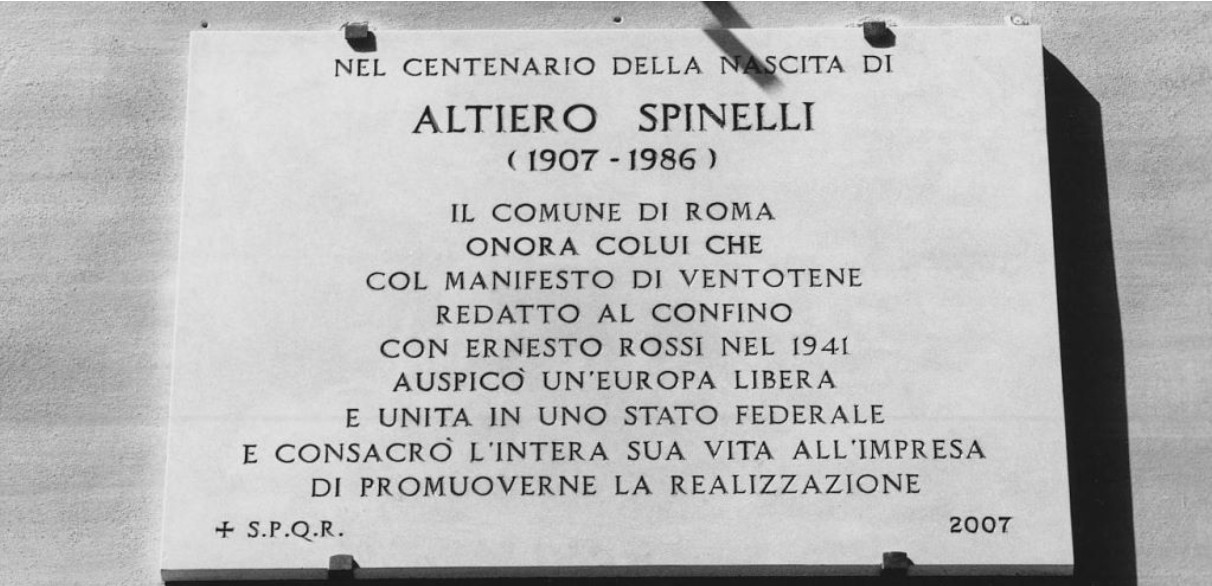 NEL CENTENARIO DELLA NASCITA DI
ALTIERO SPINELLI
( 1907 - 1986 )
IL COMUNE DI ROMA
ONORA COLUI CHE
COL MANIFESTO DI VENTOTENE
REDATTO AL CONFINO
CON ERNESTO ROSSI NEL 1941
AUSPICÒ UN'EUROPA LIBERA
E UNITA IN UNO STATO FEDERALE
E CONSACRÒ L'INTERA SUA VITA ALL'IMPRESA
DI PROMUOVERNE LA REALIZZAZIONE
+ S.P.Q.R. 2007